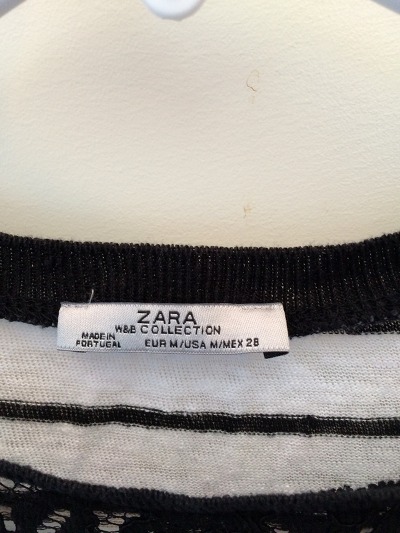 ZARA
W&B COLLECTION
MADE IN
PORTUGAL
EUR M/USA M/MEX 28